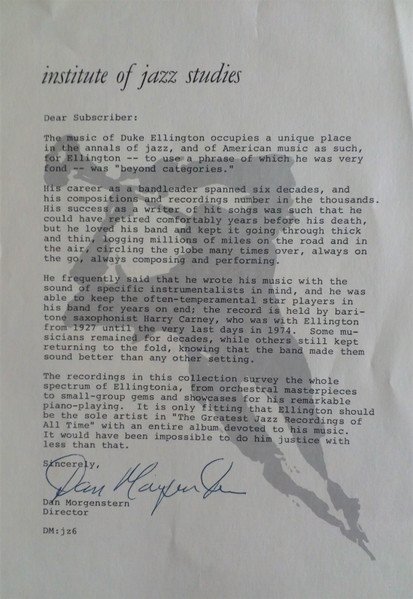 institute of jazz studies
Dear Subscriber:
The music of Duke Ellington occupies a unique place
in the annals of jazz, and of American music as such,
for Ellington -- to use a phrase of which he was very
fond -- was "beyond categories."
His career as a bandleader spanned six decades, and
his compositions and recordings number in the thousands.
His success as a writer of hit songs was such that he
could have retired comfortably years before his death,
but he loved his band and kept it going through thick
and thin, logging millions of miles on the road and in
the air, circling the globe many times over, always on
the go, always composing and performing.
He frequently said that he wrote his music with the
sound of specific instrumentalists in mind, and he was
able to keep the often-temperamental star players in
his band for years on end; the record is held by bari-
tone saxophonist Harry Carney, who was with Ellington
from 1927 until the very last days in 1974.  Some mu-
sicians remained for decades, while others still kept
returning to the fold, knowing that the band made them
sound better than any other setting.
The recordings in this collection survey the whole
spectrum of Ellingtonia, from orchestral masterpieces
to small-group gems and showcases for his remarkable
piano-playing.  It is only fitting that Ellington should
be the sole artist in "The Greatest Jazz Recordings of
All Time" with an entire album devoted to his music.
It would have been impossible to do him justice with
less than that.
Sincerely,
Dan Morgenstern
Dan Morgenstern
Director
DM:jz6